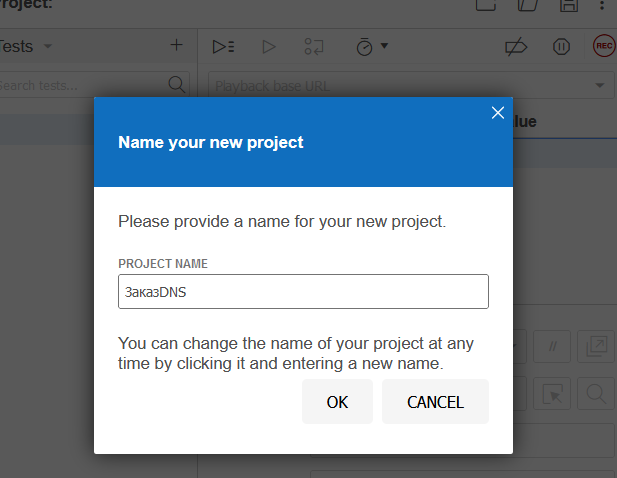 Project:
Tests
Search tests...
REC
Playback base URL
Value
Name your new project
Please provide a name for your new project.
PROJECT NAME
ЗаказDNS
//
You can change the name of your project at any
time by clicking it and entering a new name.
OK
CANCEL